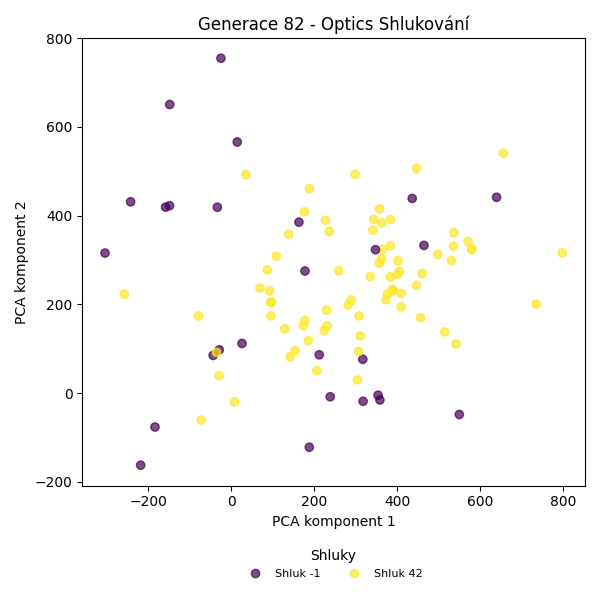 Generace 82 - Optics Shlukování
800
600
400
200
0
−200
PCA komponent 2
−200
0
200
400
600
800
PCA komponent 1
Shluky
Shluk -1
Shluk 42